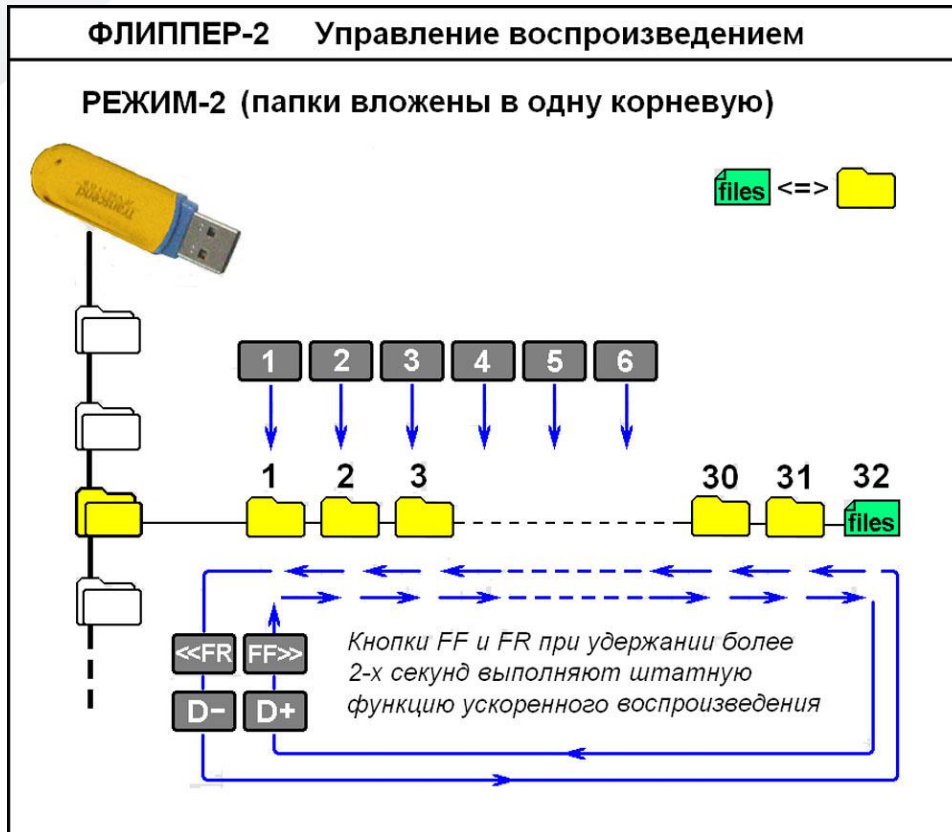 ФЛИППЕР-2 Управление воспроизведением
РЕЖИМ-2 (папки вложены в одну корневую)
Transcend
files <=>
1 2 3 4 5 6
1 2 3 30 31 32
files
<<FR FF>>
D- D+
Кнопки FF и FR при удержании более
2-х секунд выполняют штатную
функцию ускоренного воспроизведения